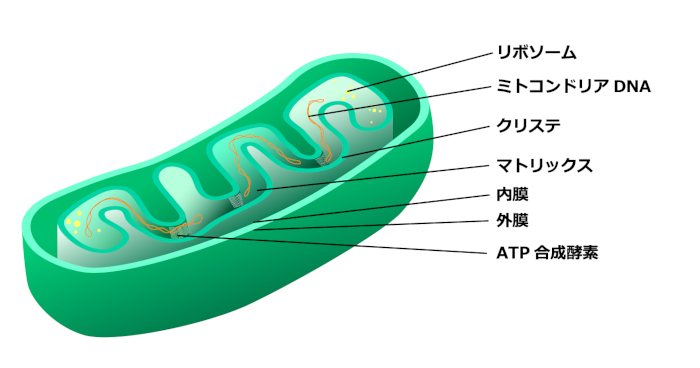 リボソーム
ミトコンドリア DNA
クリステ
マトリックス
内膜
外膜
ATP 合成酵素